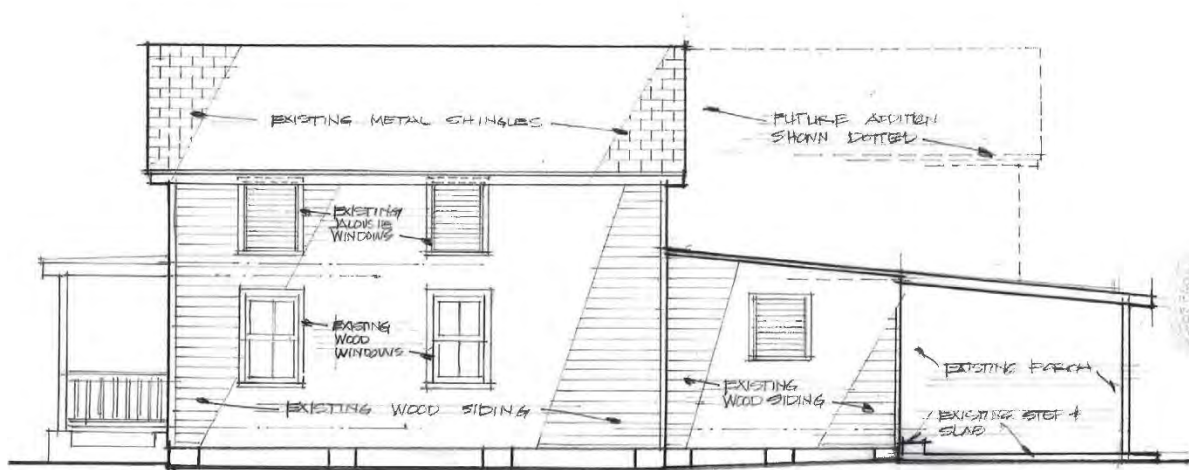 EXISTING METAL SHINGLES
FUTURE ADDITION
SHOWN DOTTED
EXISTING
JALOUSIE
WINDOWS
EXISTING
WOOD
WINDOWS
EXISTING WOOD SIDING
EXISTING
WOOD SIDING
EXISTING PORCH
EXISTING STEP &
SLAB